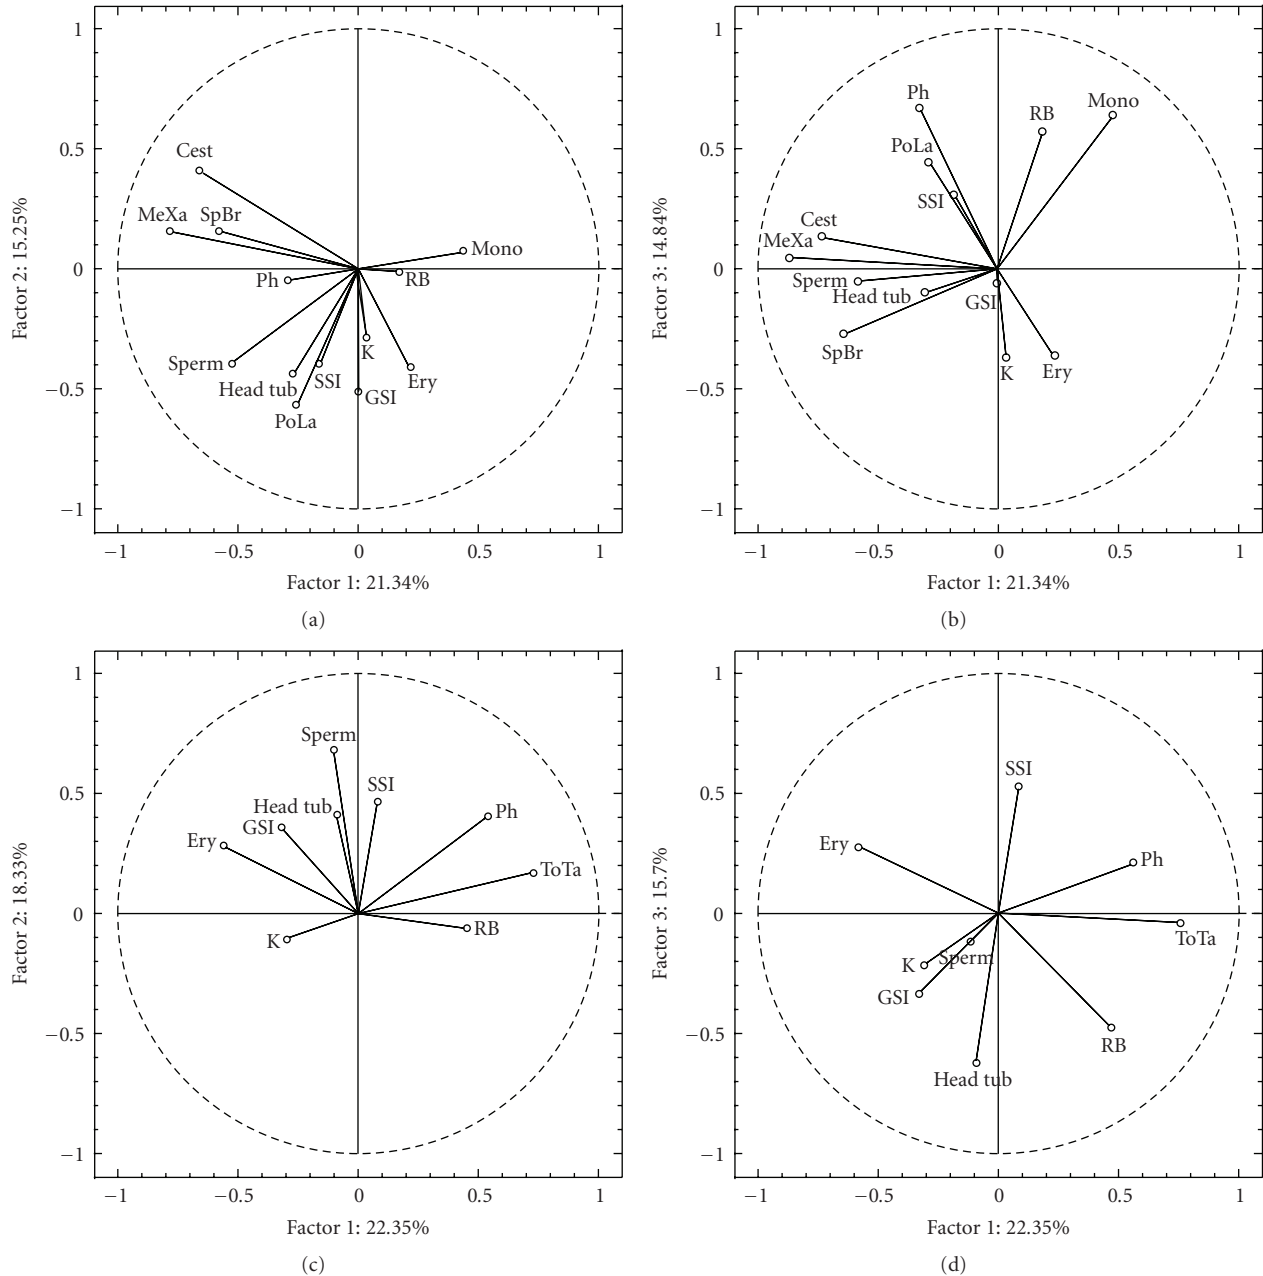 1
0.5
0
−0.5
−1
−1
−0.5
0
0.5
1
Factor 2: 15.25%
Factor 1: 21.34%
Cest
MeXa
SpBr
Mono
Ph
RB
Sperm
K
Head tub
SSI
Ery
GSI
PoLa
(a)
1
0.5
0
−0.5
−1
−1
−0.5
0
0.5
1
Factor 3: 14.84%
Factor 1: 21.34%
Ph
RB
Mono
PoLa
SSI
Cest
MeXa
Sperm
Head tub
GSI
SpBr
K
Ery
(b)
1
0.5
0
−0.5
−1
−1
−0.5
0
0.5
1
Factor 2: 18.33%
Factor 1: 22.35%
Sperm
SSI
Head tub
Ph
GSI
Ery
ToTa
K
RB
(c)
1
0.5
0
−0.5
−1
−1
−0.5
0
0.5
1
Factor 3: 15.7%
Factor 1: 22.35%
SSI
Ery
Ph
ToTa
Sperm
K
GSI
RB
Head tub
(d)